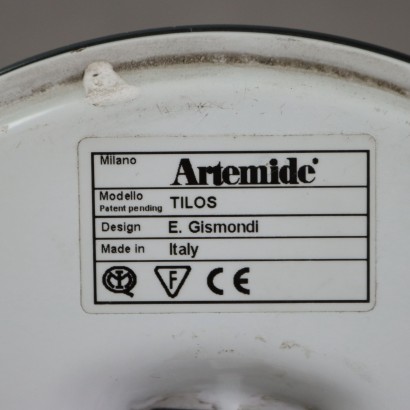 Milano Artemide
Modello
Patent pending TILOS
Design E. Gismondi
Made in Italy
F CE